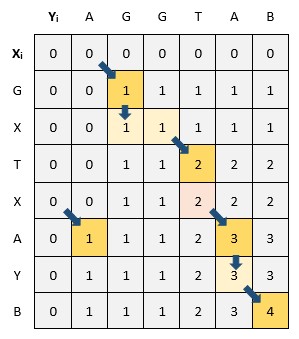 Yᵢ A G G T A B
Xᵢ 0 0 0 0 0 0 0
G 0 0 1 1 1 1 1
X 0 0 1 1 1 1 1
T 0 0 1 1 2 2 2
X 0 0 1 1 2 2 2
A 0 1 1 1 2 3 3
Y 0 1 1 1 2 3 3
B 0 1 1 1 2 3 4